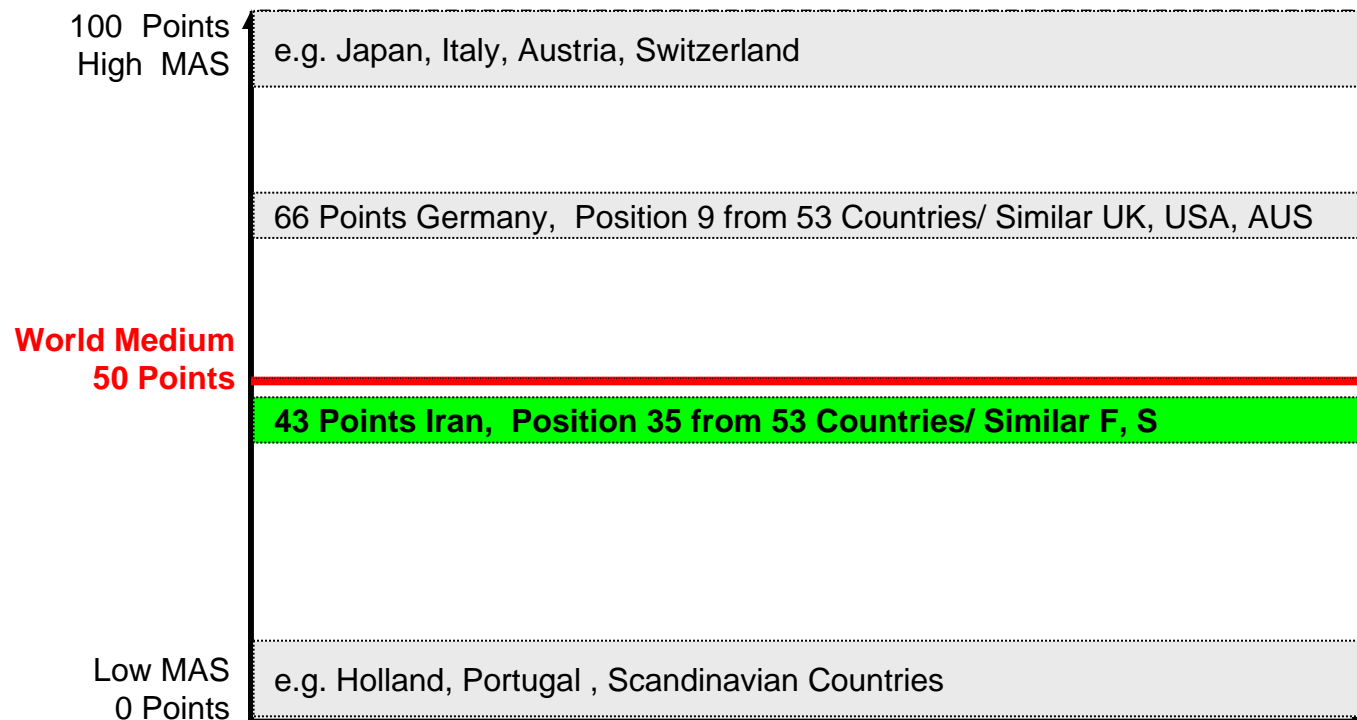 100 Points
High MAS
e.g. Japan, Italy, Austria, Switzerland
66 Points Germany, Position 9 from 53 Countries/ Similar UK, USA, AUS
World Medium
50 Points
43 Points Iran, Position 35 from 53 Countries/ Similar F, S
Low MAS
0 Points
e.g. Holland, Portugal , Scandinavian Countries